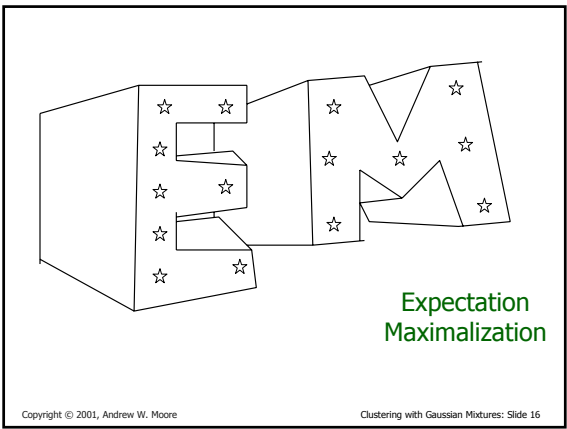 EM
Expectation
Maximalization
Copyright © 2001, Andrew W. Moore
Clustering with Gaussian Mixtures: Slide 16